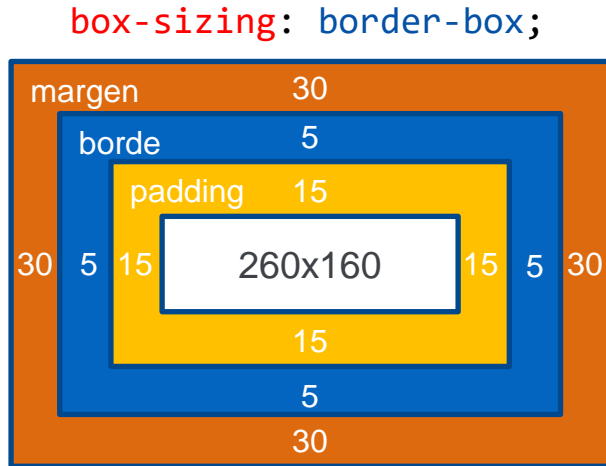 box-sizing: border-box;
margen 30
borde 5
padding 15
30 5 15 260x160 15 5 30
15
5
30